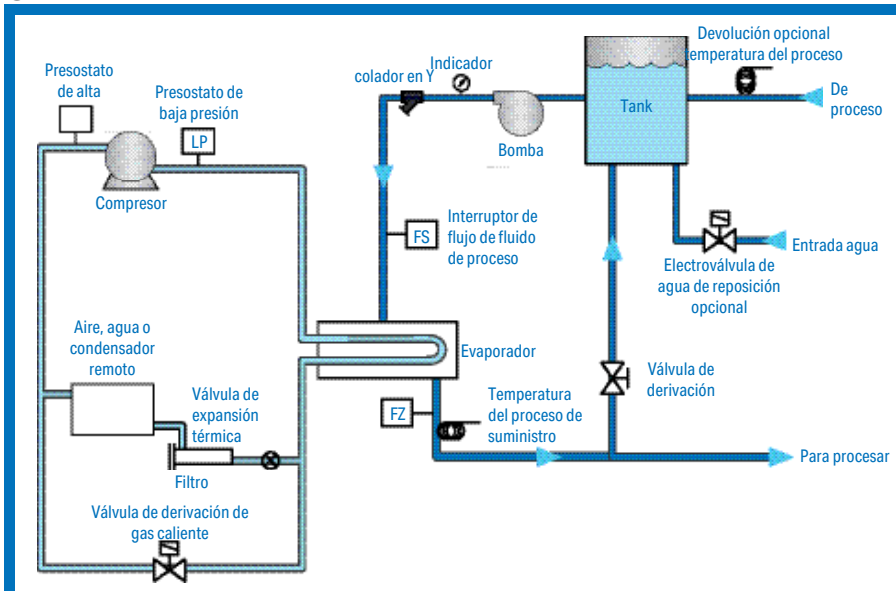 Devolución opcional
temperatura del proceso
De
proceso
Indicador
colador en Y
Tank
Bomba
Presostato
de alta
Presostato de
baja presión
LP
Compresor
FS
Interruptor de
flujo de fluido
de proceso
Entrada agua
Electroválvula de
agua de reposición
opcional
Aire, agua o
condensador
remoto
Evaporador
Válvula de
derivación
Válvula de
expansión
térmica
FZ
Temperatura
del proceso de
suministro
Para procesar
Filtro
Válvula de derivación de
gas caliente